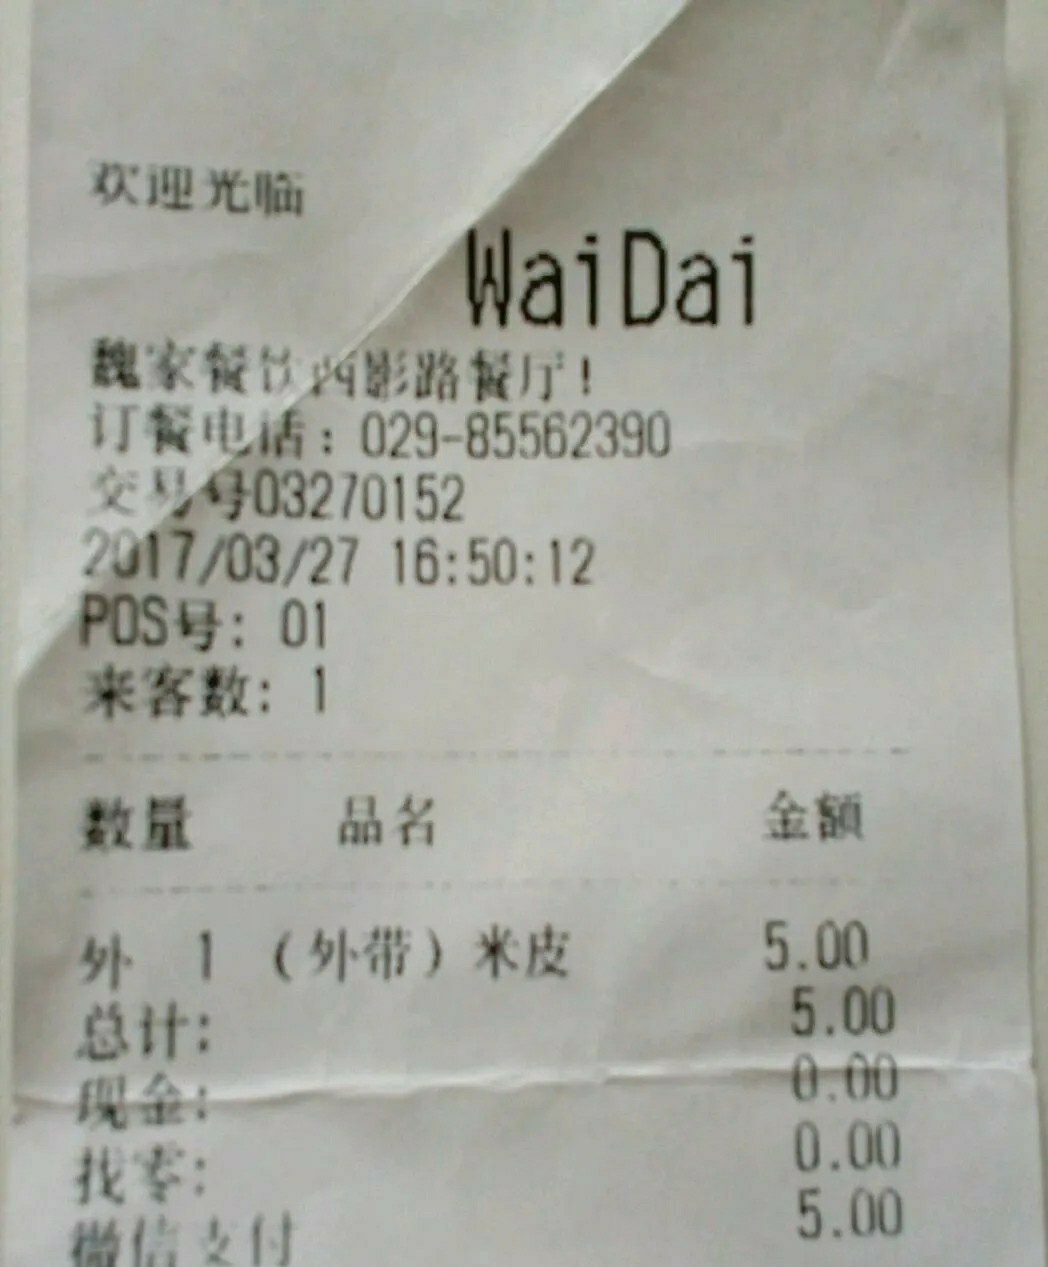 欢迎光临
WaiDai
魏家餐饮西影路餐厅!
订餐电话: 029-85562390
交易号03270152
2017/03/27 16:50:12
POS号: 01
来客数: 1
数量 品名 金额
外 1 (外带)米皮 5.00
总计: 5.00
现金: 0.00
找零: 0.00
微信支付 5.00